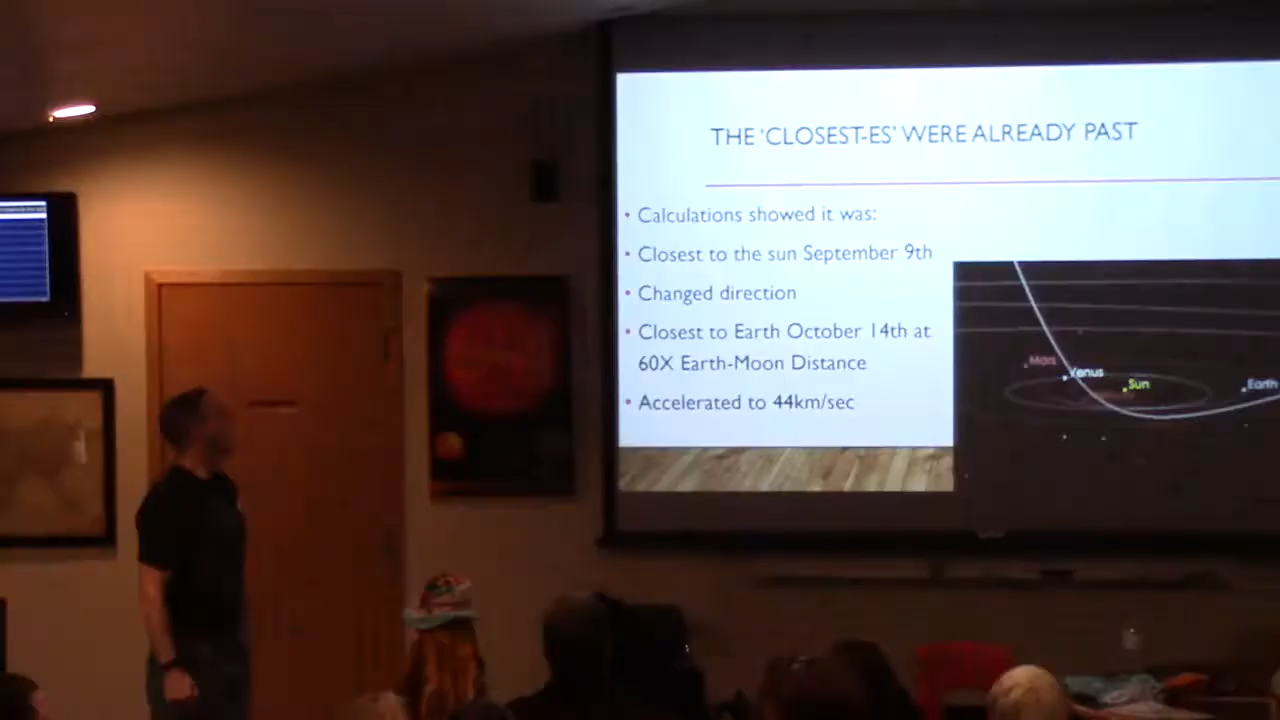 THE 'CLOSEST-ES' WERE ALREADY PAST
• Calculations showed it was:
• Closest to the sun September 9th
• Changed direction
• Closest to Earth October 14th at
60X Earth-Moon Distance
• Accelerated to 44km/sec
Mars
Venus
Sun
Earth